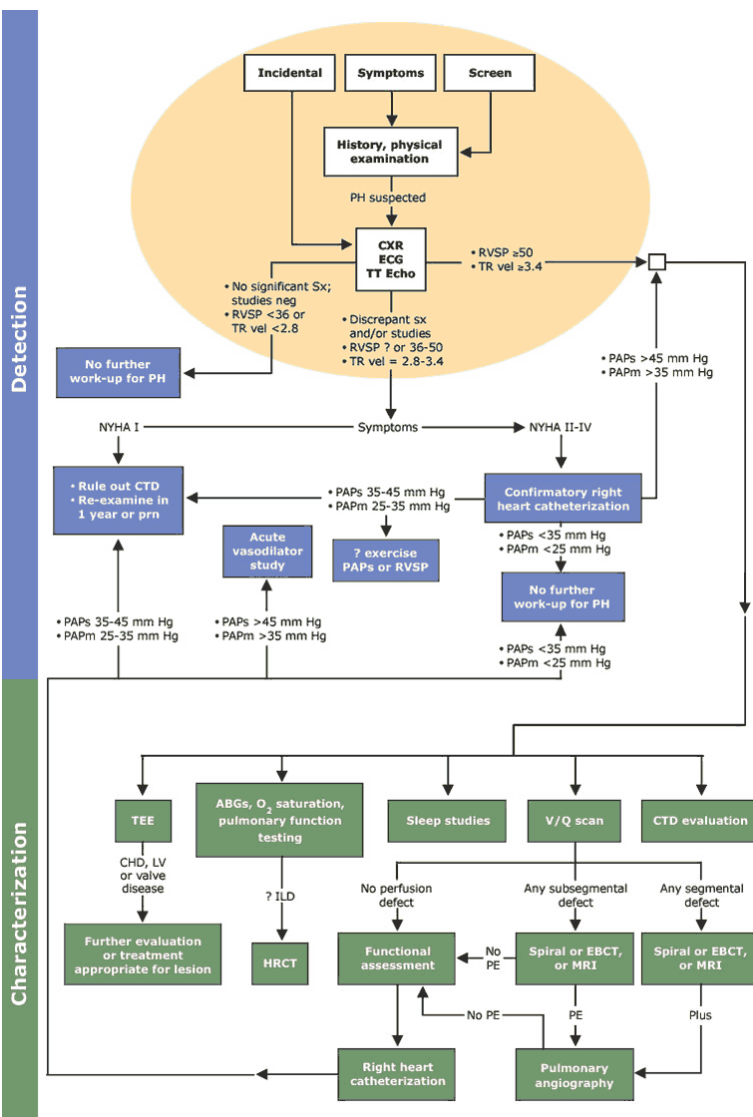 Detection
Incidental
Symptoms
Screen
History, physical
examination
PH suspected
CXR
ECG
TT Echo
• RVSP ≥50
• TR vel ≥3.4
• No significant Sx;
studies neg
• RVSP <36 or
TR vel <2.8
• Discrepant sx
and/or studies
• RVSP ? or 36-50
• TR vel = 2.8-3.4
No further
work-up for PH
• PAPs >45 mm Hg
• PAPm >35 mm Hg
NYHA I
Symptoms
NYHA II-IV
• Rule out CTD
• Re-examine in
1 year or prn
• PAPs 35-45 mm Hg
• PAPm 25-35 mm Hg
Confirmatory right
heart catheterization
Acute
vasodilator
study
? exercise
PAPs or RVSP
• PAPs <35 mm Hg
• PAPm <25 mm Hg
No further
work-up for PH
• PAPs 35-45 mm Hg
• PAPm 25-35 mm Hg
• PAPs >45 mm Hg
• PAPm >35 mm Hg
• PAPs <35 mm Hg
• PAPm <25 mm Hg
Characterization
TEE
ABGs, O2 saturation,
pulmonary function
testing
Sleep studies
V/Q scan
CTD evaluation
CHD, LV
or valve
disease
? ILD
No perfusion
defect
Any subsegmental
defect
Any segmental
defect
Further evaluation
or treatment
appropriate for lesion
HRCT
Functional
assessment
No
PE
Spiral or EBCT,
or MRI
Spiral or EBCT,
or MRI
No PE
PE
Plus
Right heart
catheterization
Pulmonary
angiography